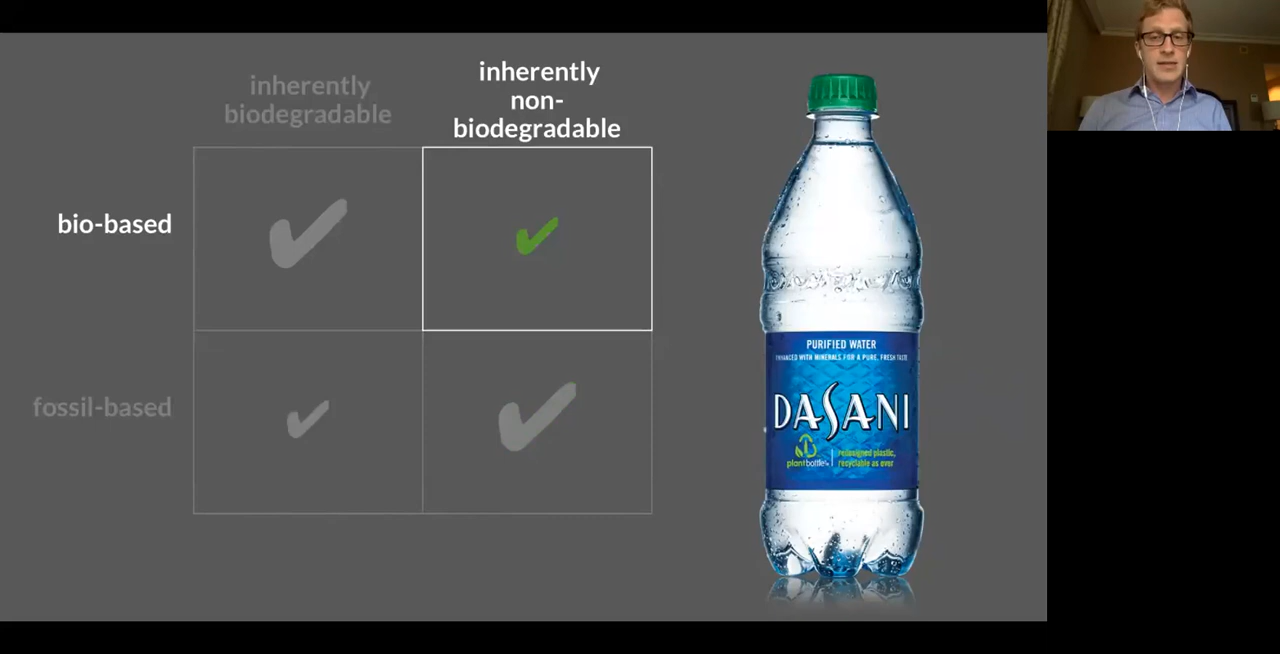 inherently
biodegradable
inherently
non-
biodegradable
bio-based
fossil-based
PURIFIED WATER
ENHANCED WITH MINERALS FOR A PURE, FRESH TASTE
DASANI
plantbottle
redesigned plastic,
recyclable as ever